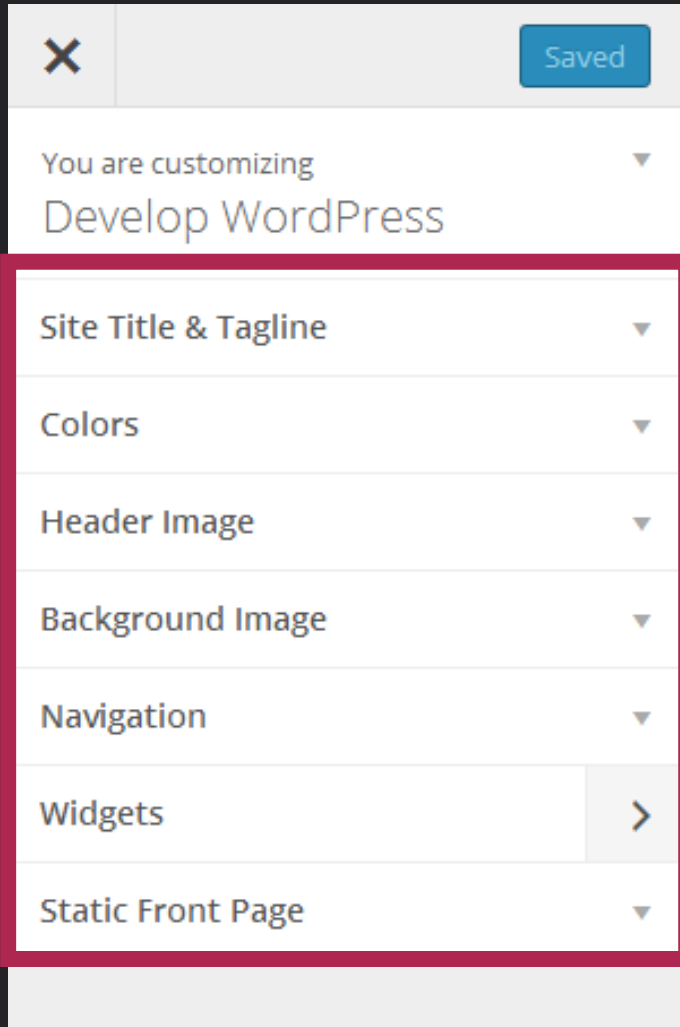 Saved
You are customizing
Develop WordPress
Site Title & Tagline
Colors
Header Image
Background Image
Navigation
Widgets
Static Front Page